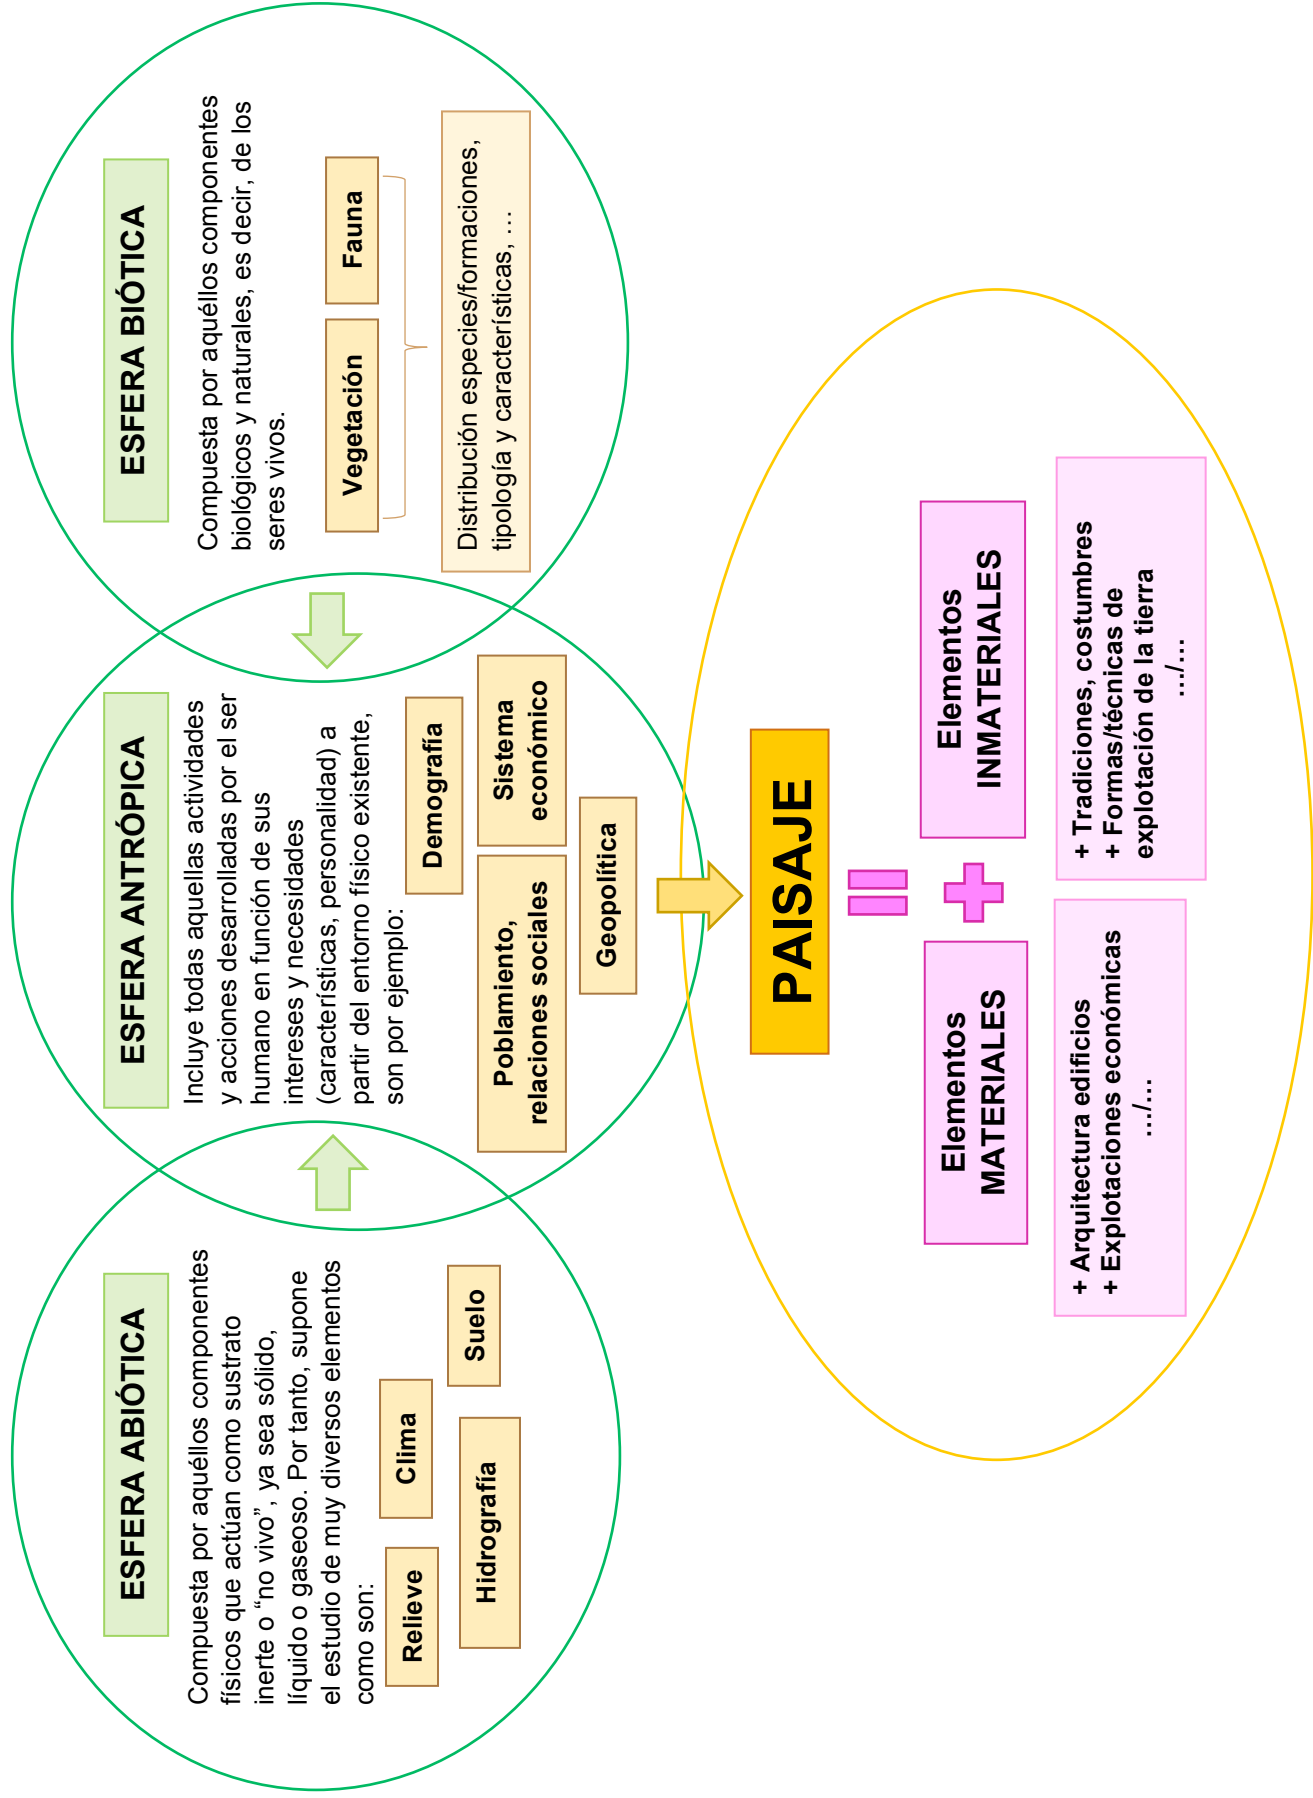 ESFERA ABIÓTICA
Compuesta por aquéllos componentes
físicos que actúan como sustrato
inerte o “no vivo”, ya sea sólido,
líquido o gaseoso. Por tanto, supone
el estudio de muy diversos elementos
como son:
Relieve
Clima
Hidrografía
Suelo
ESFERA ANTRÓPICA
Incluye todas aquellas actividades
y acciones desarrolladas por el ser
humano en función de sus
intereses y necesidades
(características, personalidad) a
partir del entorno físico existente,
son por ejemplo:
Demografía
Poblamiento,
relaciones sociales
Sistema
económico
Geopolítica
ESFERA BIÓTICA
Compuesta por aquéllos componentes
biológicos y naturales, es decir, de los
seres vivos.
Vegetación
Fauna
Distribución especies/formaciones,
tipología y características, …
PAISAJE
Elementos
MATERIALES
Elementos
INMATERIALES
+ Arquitectura edificios
+ Explotaciones económicas
…/…
+ Tradiciones, costumbres
+ Formas/técnicas de
explotación de la tierra
…/…